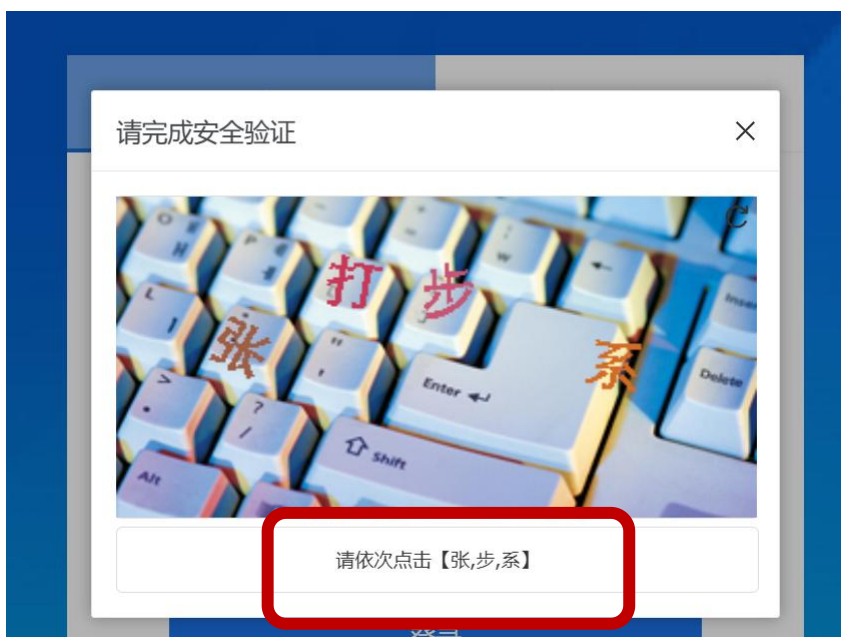 请完成安全验证
打 步
张 系
O
P
L
W
Inser
Delete
Enter
"
,
>
.
?
/
Shift
Alt
请依次点击【张,步,系】